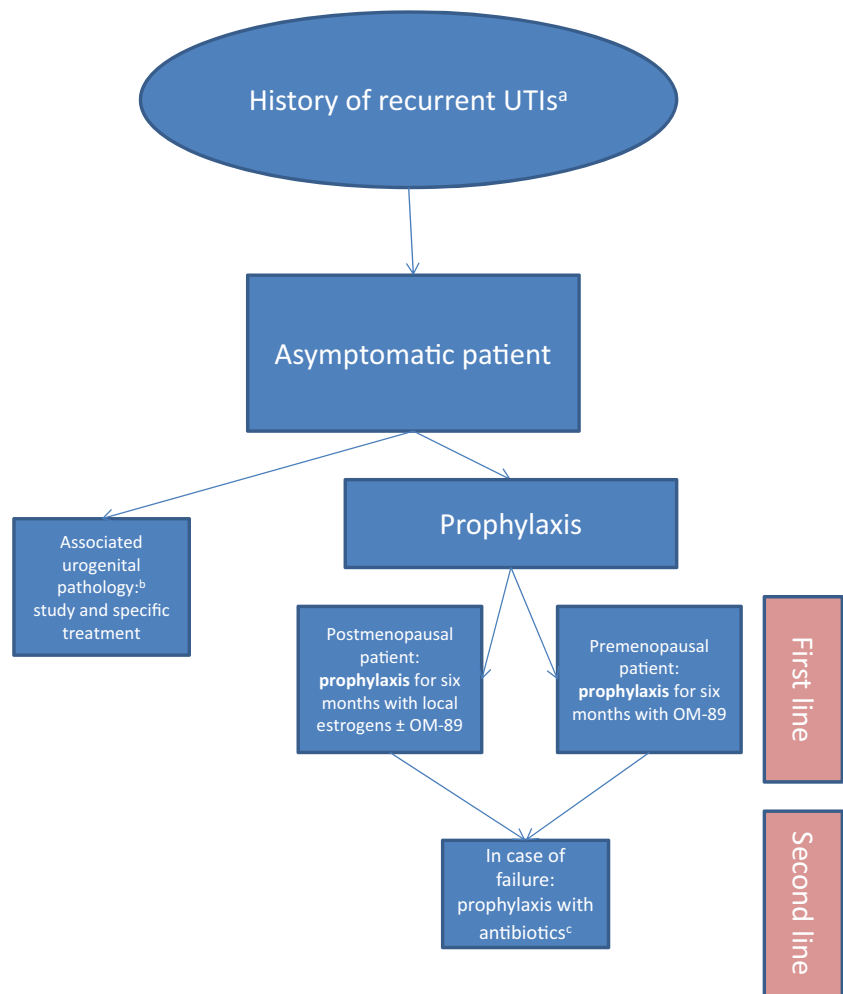 History of recurrent UTIsᵃ
Asymptomatic patient
Prophylaxis
Associated
urogenital
pathology:ᵇ
study and specific
treatment
Postmenopausal
patient:
prophylaxis for six
months with local
estrogens ± OM-89
Premenopausal
patient:
prophylaxis for six
months with OM-89
First line
In case of
failure:
prophylaxis with
antibioticsᶜ
Second line